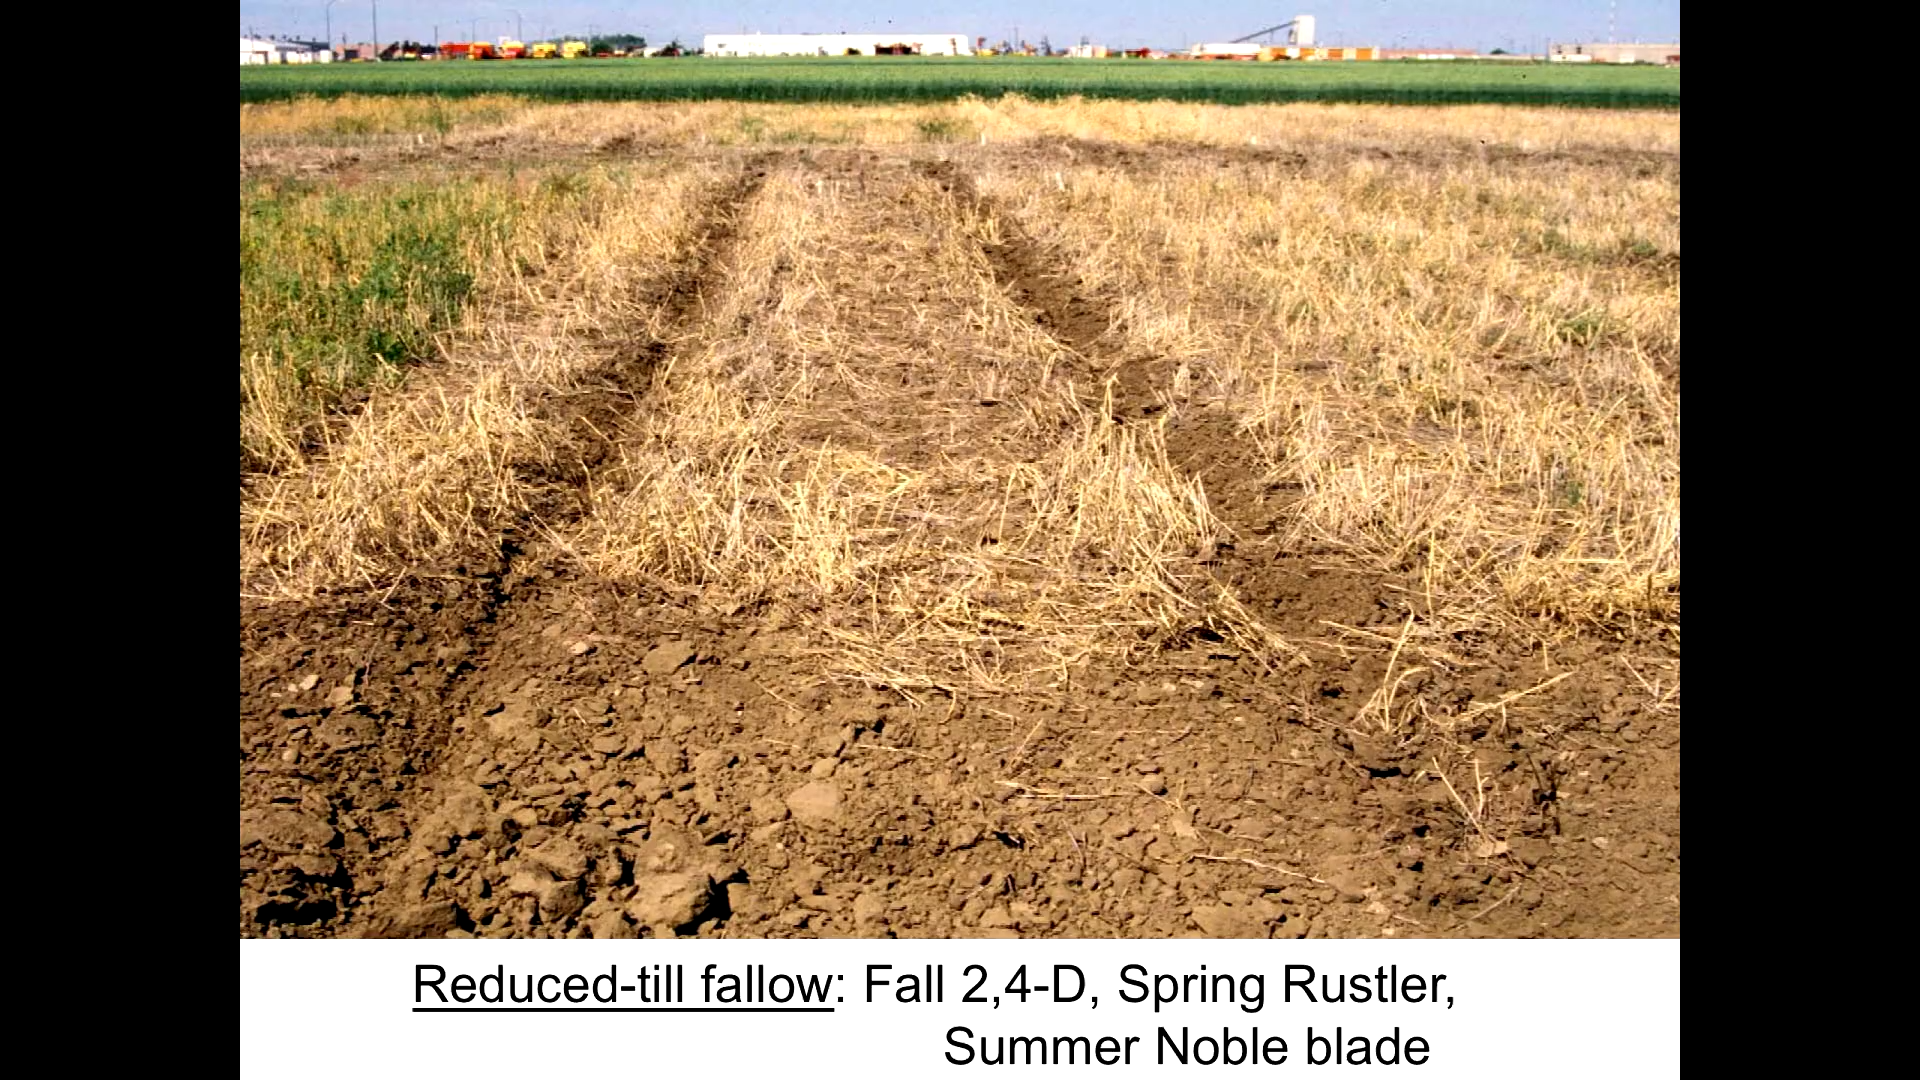 Reduced-till fallow: Fall 2,4-D, Spring Rustler,
Summer Noble blade